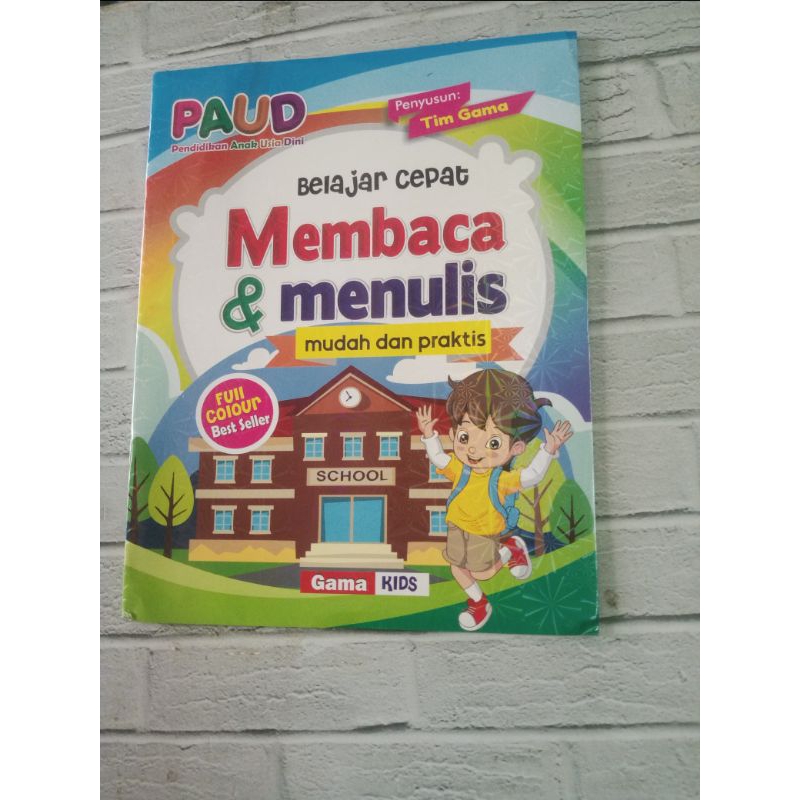 PAUD
Pendidikan Anak Usia Dini
Penyusun:
Tim Gama
Belajar cepat
Membaca
& menulis
mudah dan praktis
Full
Colour
Best Seller
SCHOOL
Gama KIDS